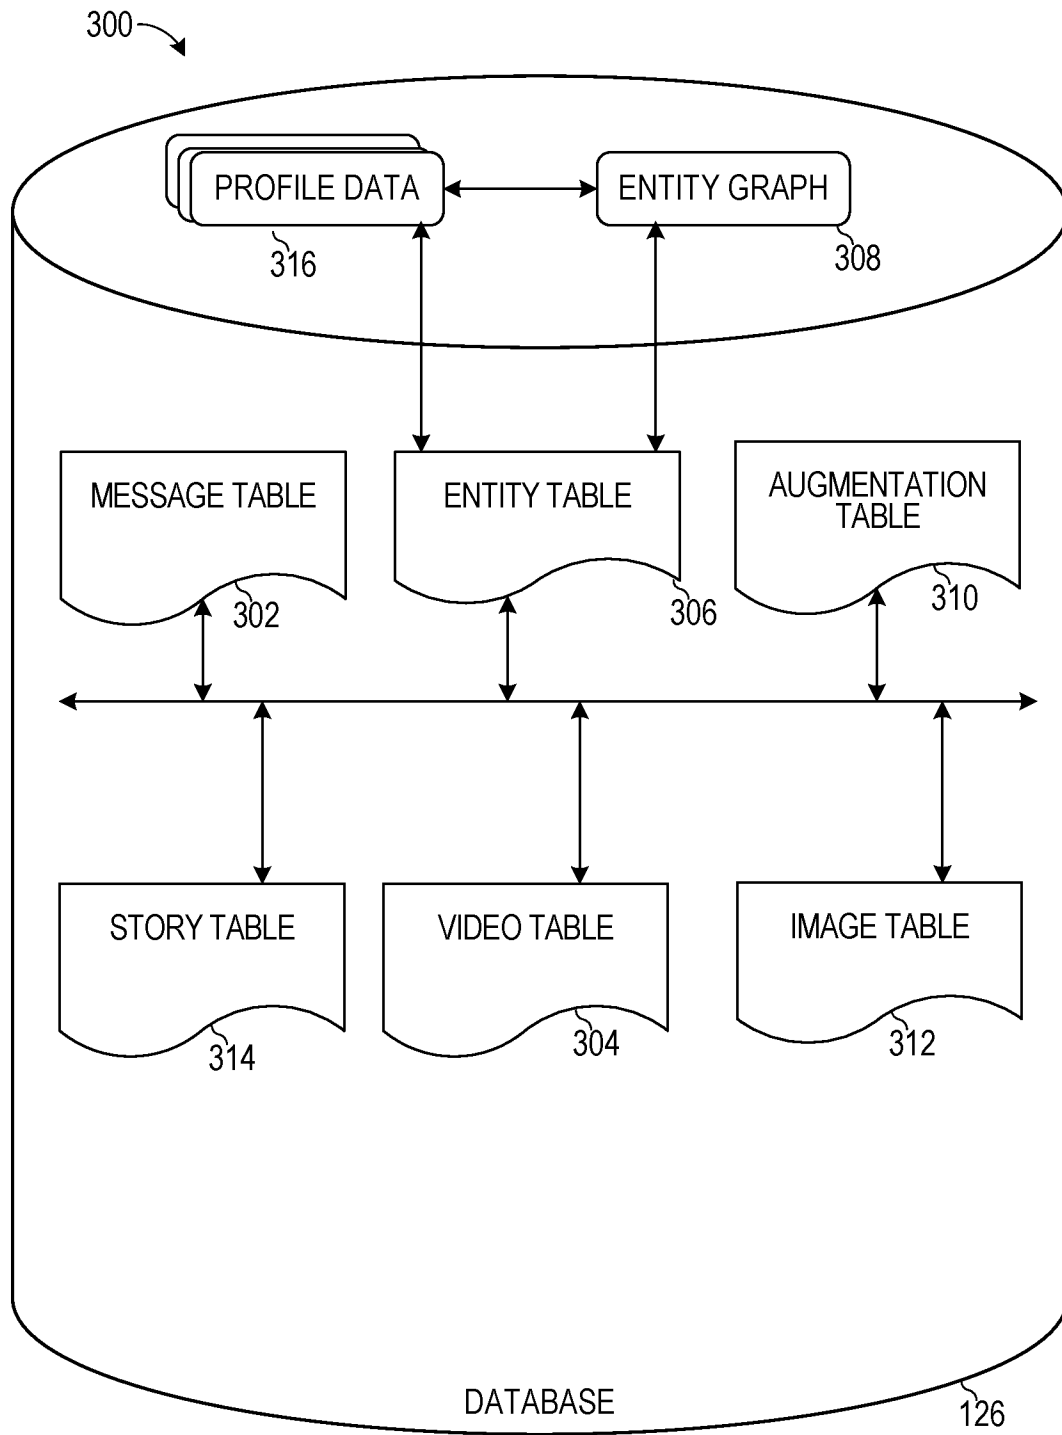 300
PROFILE DATA
ENTITY GRAPH
316
308
MESSAGE TABLE
ENTITY TABLE
AUGMENTATION
TABLE
302
306
310
STORY TABLE
VIDEO TABLE
IMAGE TABLE
314
304
312
DATABASE
126